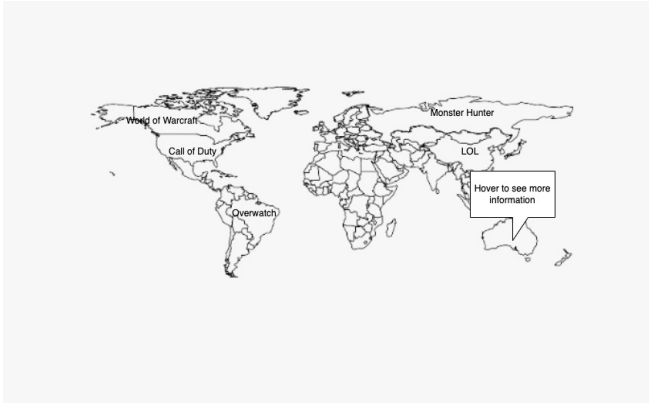 World of Warcraft
Monster Hunter
Call of Duty
LOL
Hover to see more
information
Overwatch